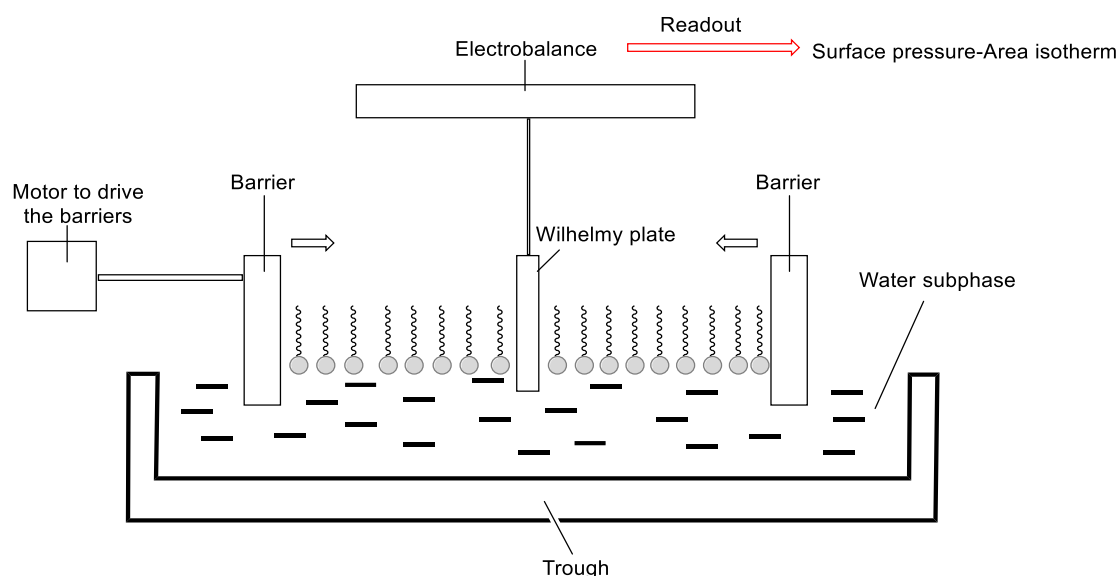 Readout
Electrobalance
Surface pressure-Area isotherm
Barrier
Barrier
Motor to drive
the barriers
Wilhelmy plate
Water subphase
Trough